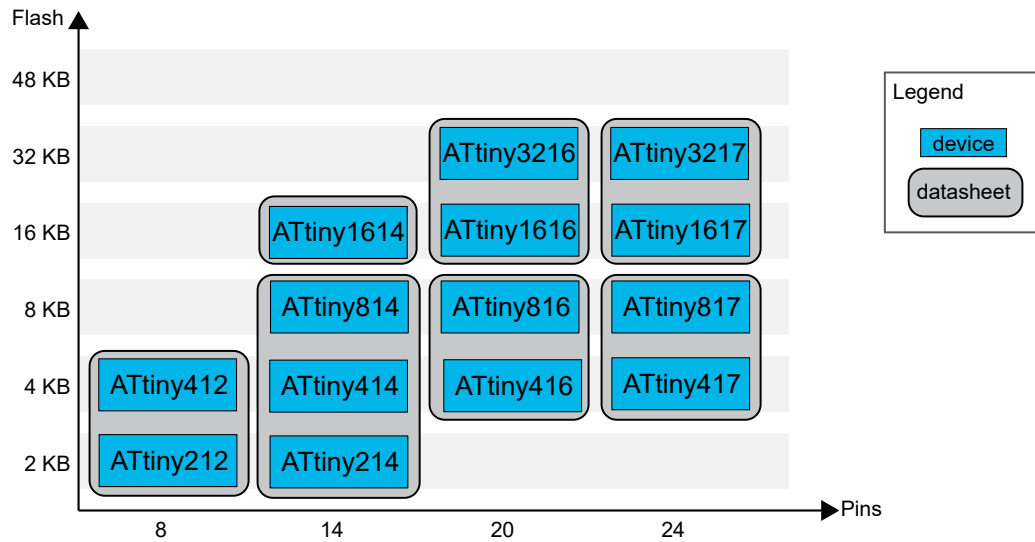 Flash
48 KB
Legend
device
datasheet
32 KB
ATtiny3216
ATtiny3217
16 KB
ATtiny1614
ATtiny1616
ATtiny1617
8 KB
ATtiny814
ATtiny816
ATtiny817
4 KB
ATtiny412
ATtiny414
ATtiny416
ATtiny417
2 KB
ATtiny212
ATtiny214
Pins
8
14
20
24